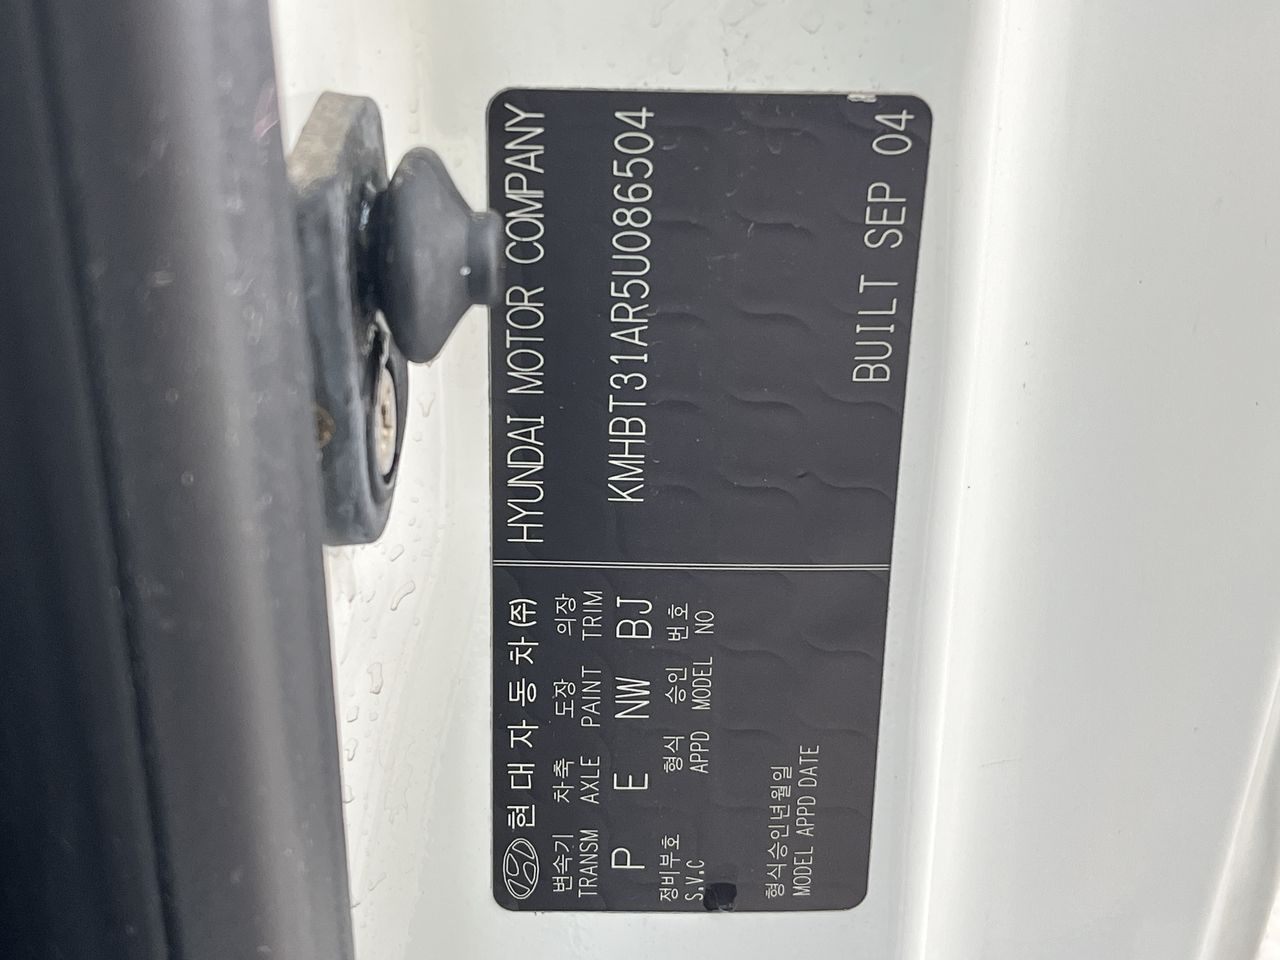 현대자동차(주)
HYUNDAI MOTOR COMPANY
변속기 차축 도장 의장
TRANSM AXLE PAINT TRIM
P E NW BJ
KMHBT31AR5U086504
정비부호 형식 승인 번호
S.V.C APPD MODEL NO
형식승인년월일
MODEL APPD DATE
BUILT SEP 04